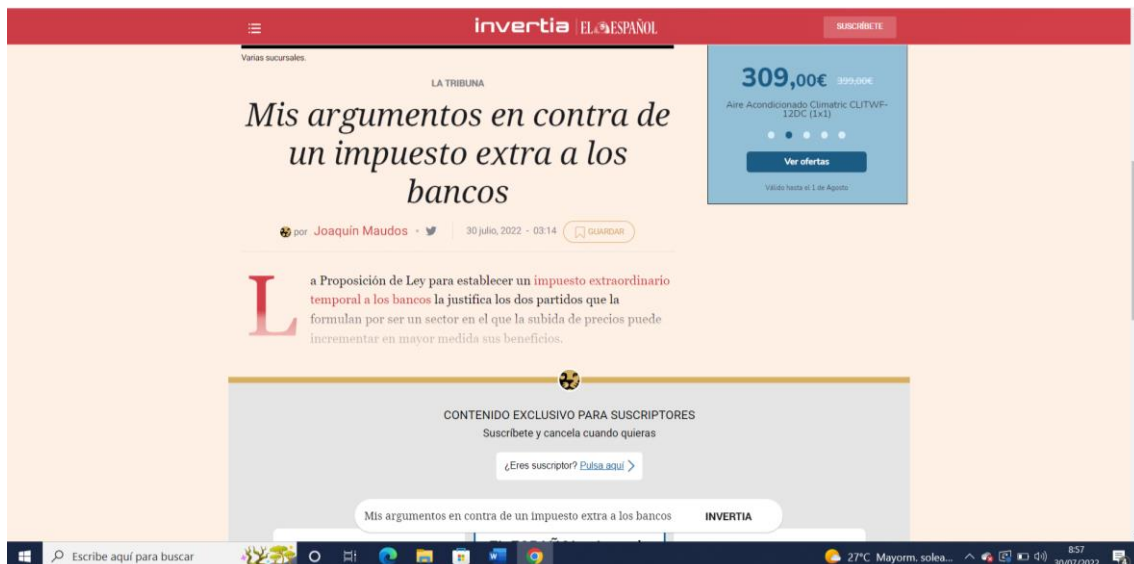 invertia EL ESPAÑOL
SUSCRÍBETE
Varias sucursales.
LA TRIBUNA
Mis argumentos en contra de
un impuesto extra a los
bancos
por Joaquín Maudos
30 julio, 2022 - 03:14
GUARDAR
La Proposición de Ley para establecer un impuesto extraordinario
temporal a los bancos la justifica los dos partidos que la
formulan por ser un sector en el que la subida de precios puede
incrementar en mayor medida sus beneficios.
309,00€ 399,00€
Aire Acondicionado Climatric CLITWF-
12DC (1x1)
Ver ofertas
Válido hasta el 1 de Agosto
CONTENIDO EXCLUSIVO PARA SUSCRIPTORES
Suscríbete y cancela cuando quieras
¿Eres suscriptor? Pulsa aquí
Mis argumentos en contra de un impuesto extra a los bancos INVERTIA
Escribe aquí para buscar
27°C Mayorm. solea...
8:57
30/07/2022